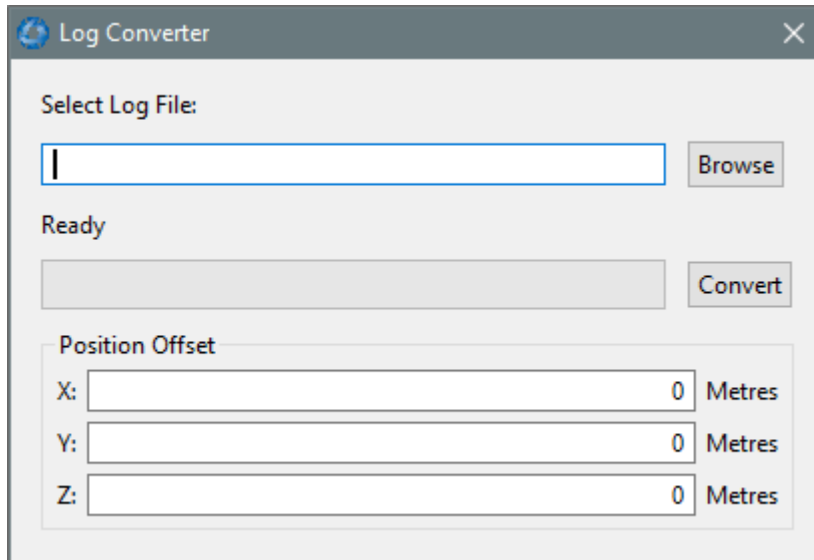 Log Converter
Select Log File:
Browse
Ready
Convert
Position Offset
X: 0 Metres
Y: 0 Metres
Z: 0 Metres